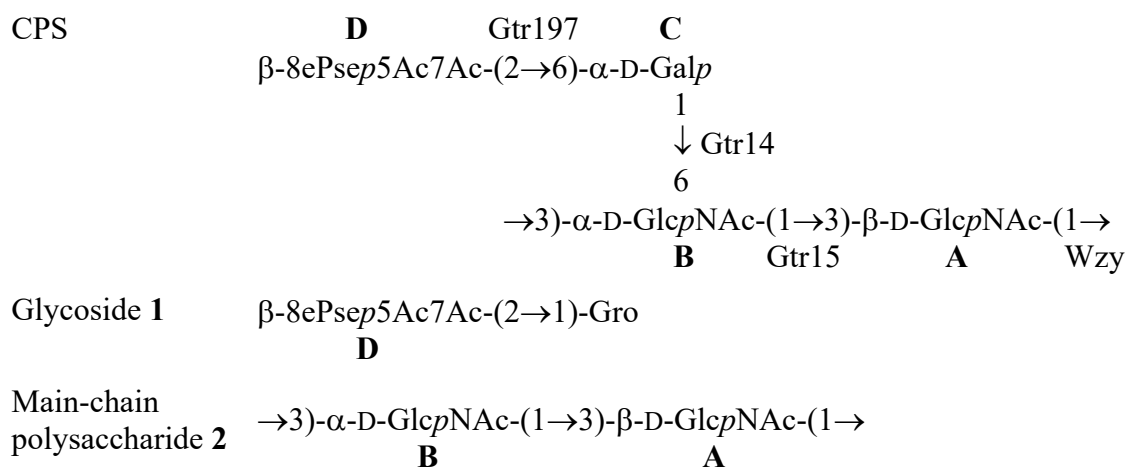 CPS D Gtr197 C
β-8ePsep5Ac7Ac-(2→6)-α-D-Galp
1
↓ Gtr14
6
→3)-α-D-GlcpNAc-(1→3)-β-D-GlcpNAc-(1→
B Gtr15 A Wzy
Glycoside 1 β-8ePsep5Ac7Ac-(2→1)-Gro
D
Main-chain
polysaccharide 2 →3)-α-D-GlcpNAc-(1→3)-β-D-GlcpNAc-(1→
B A